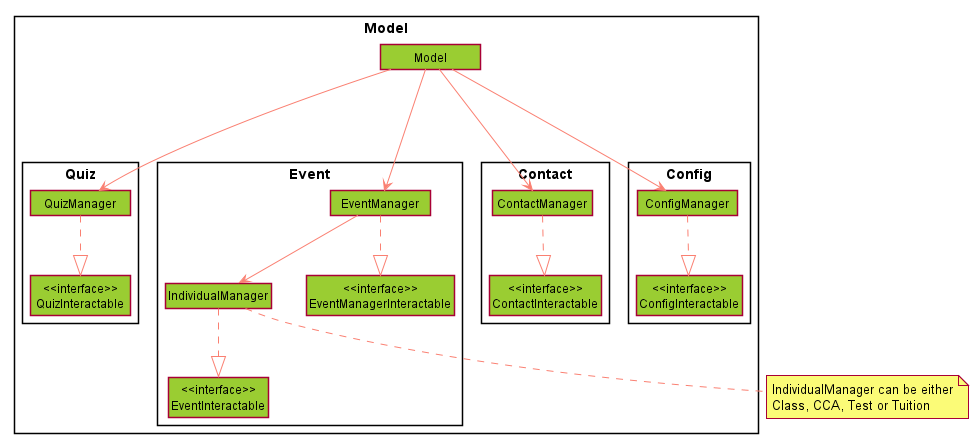 Model
Model
Quiz
Event
Contact
Config
QuizManager
EventManager
ContactManager
ConfigManager
<<interface>>
QuizInteractable
IndividualManager
<<interface>>
EventManagerInteractable
<<interface>>
ContactInteractable
<<interface>>
ConfigInteractable
<<interface>>
EventInteractable
IndividualManager can be either
Class, CCA, Test or Tuition